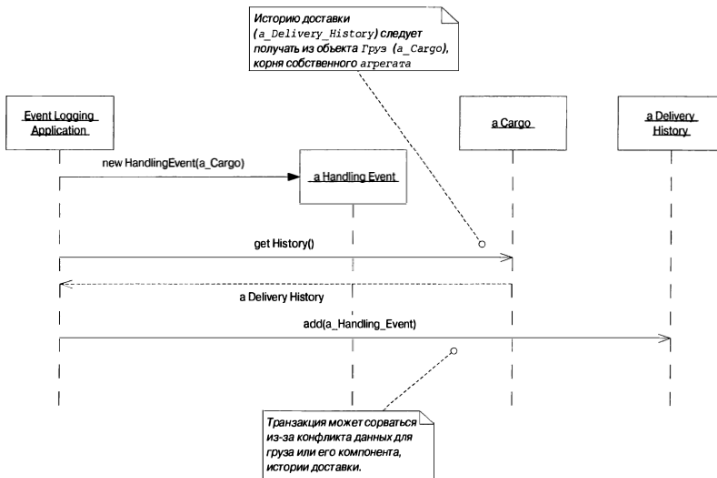 Историю доставки
(a_Delivery_History) следует
получать из объекта Груз (a_Cargo),
корня собственного агрегата
Event Logging
Application
a Cargo
a Delivery
History
new HandlingEvent(a_Cargo)
a Handling Event
get History()
a Delivery History
add(a_Handling_Event)
Транзакция может сорваться
из-за конфликта данных для
груза или его компонента,
истории доставки.